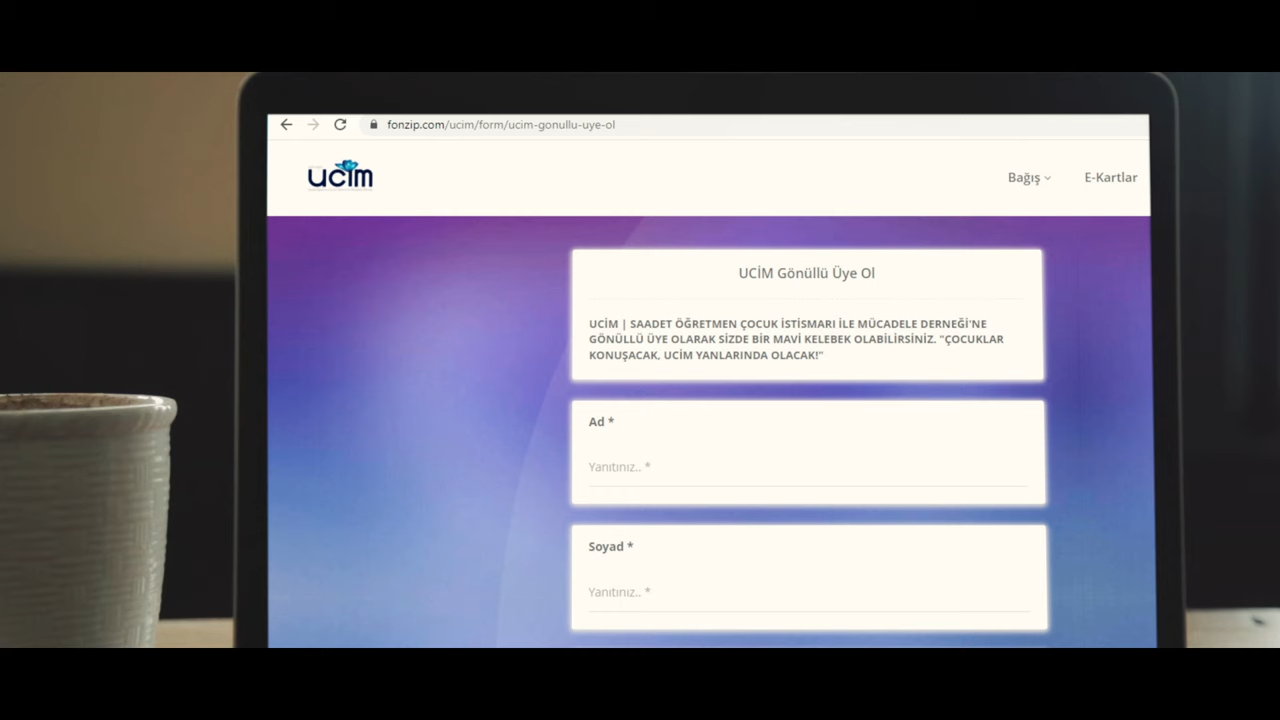 fonzip.com/ucim/form/ucim-gonullu-uye-ol
ucim
Bağış
E-Kartlar
UCİM Gönüllü Üye Ol
UCİM | SAADET ÖĞRETMEN ÇOCUK İSTİSMARI İLE MÜCADELE DERNEĞİ'NE
GÖNÜLLÜ ÜYE OLARAK SİZDE BİR MAVİ KELEBEK OLABİLİRSİNİZ. "ÇOCUKLAR
KONUŞACAK, UCİM YANLARINDA OLACAK!"
Ad *
Yanıtınız.. *
Soyad *
Yanıtınız.. *